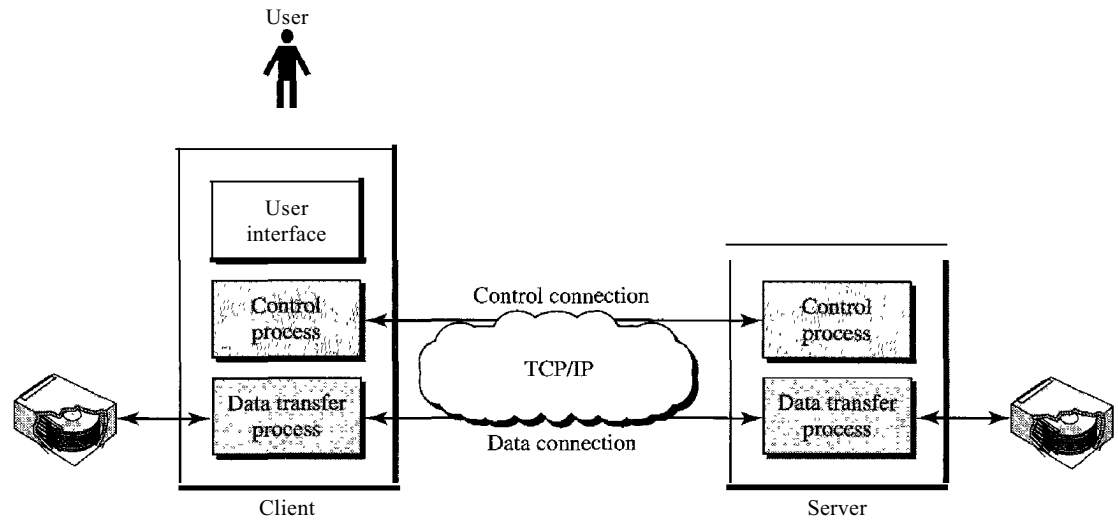 User
User
interface
Control
process
Control connection
Control
process
TCP/IP
Data transfer
process
Data connection
Data transfer
process
Client
Server